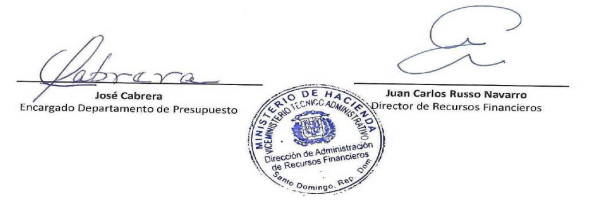 Cabrera
José Cabrera
Encargado Departamento de Presupuesto
Juan Carlos Russo Navarro
Director de Recursos Financieros
MINISTERIO DE HACIENDA
VICEMINISTERIO TECNICO ADMINISTRATIVO
Dirección de Administración
de Recursos Financieros
Santo Domingo, Rep. Dom.